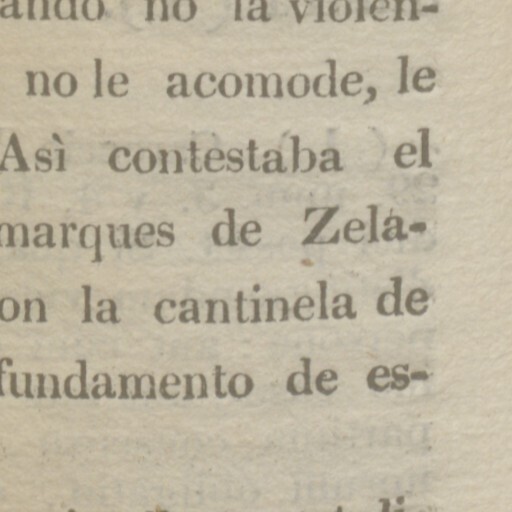 ando no la violen-
no le acomode, le
Asì contestaba el
marques de Zela-
on la cantinela de
fundamento de es-